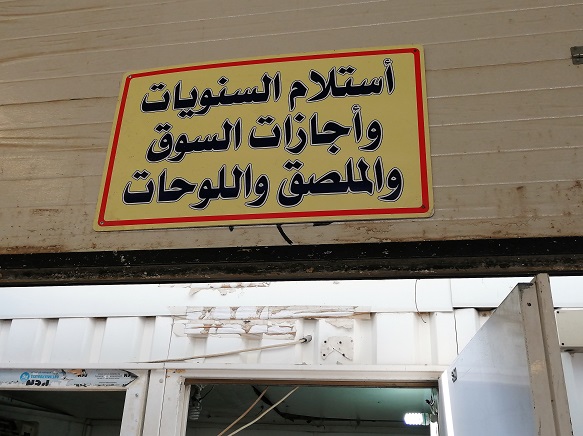 أستلام السنويات
وأجازات السوق
والملصق واللوحات